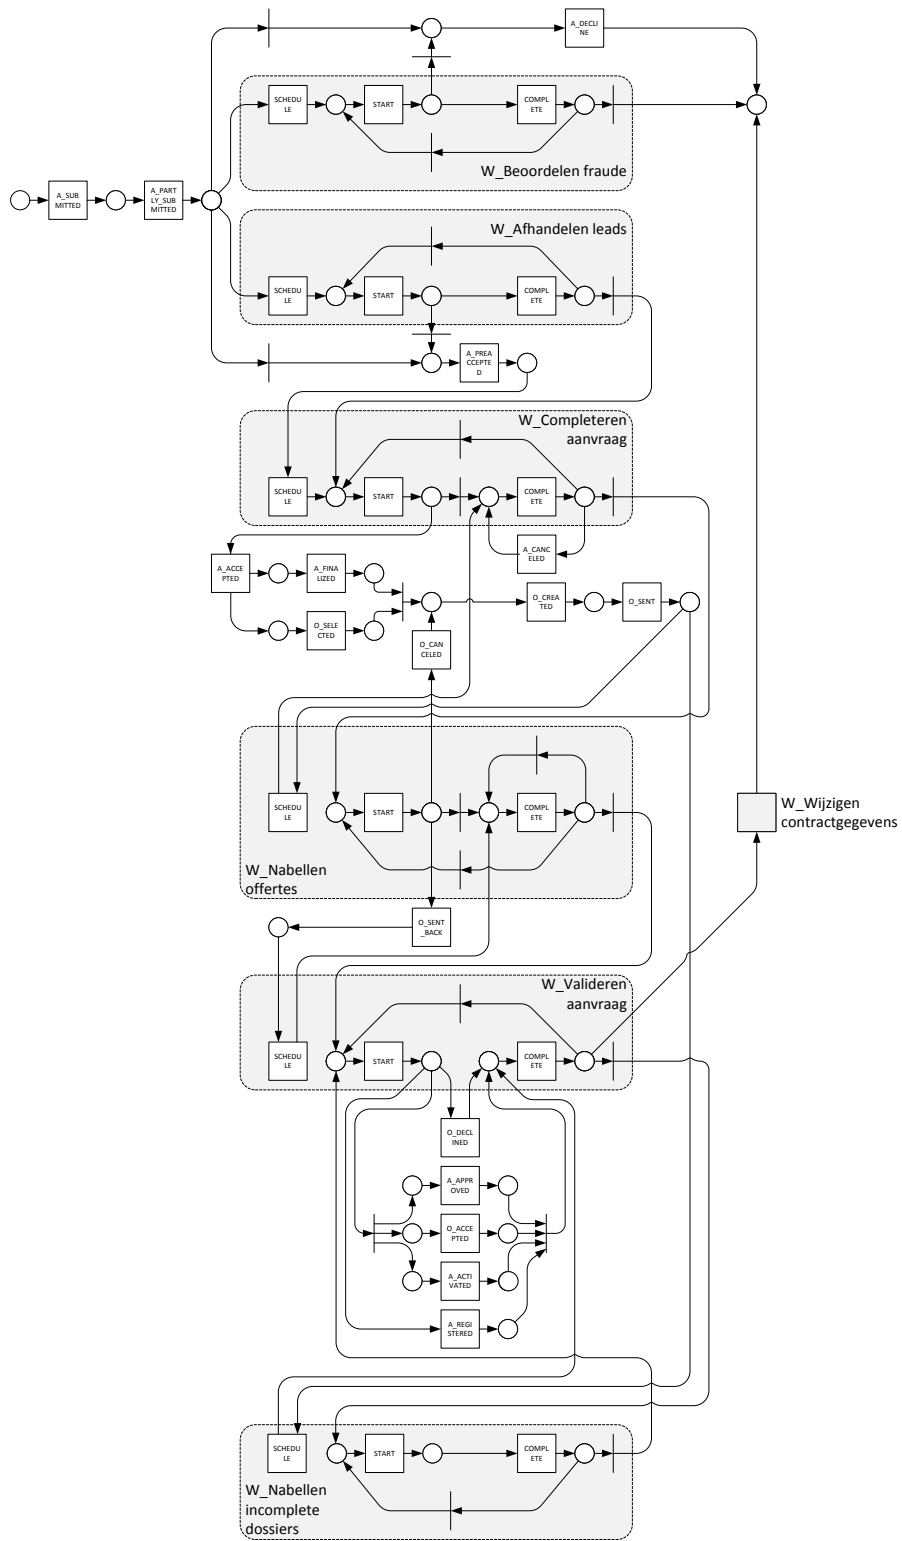 A_DECLI
NE
SCHEDU
LE
START
COMPL
ETE
W_Beoordelen fraude
A_SUB
MITTED
A_PART
LY_SUB
MITTED
W_Afhandelen leads
SCHEDU
LE
START
COMPL
ETE
A_PREA
CCEPTE
D
W_Completeren
aanvraag
SCHEDU
LE
START
COMPL
ETE
A_CANC
ELED
A_ACCE
PTED
A_FINA
LIZED
O_CREA
TED
O_SENT
O_SELE
CTED
O_CAN
CELED
SCHEDU
LE
START
COMPL
ETE
W_Wijzigen
contractgegevens
W_Nabellen
offertes
O_SENT
_BACK
W_Valideren
aanvraag
SCHEDU
LE
START
COMPL
ETE
O_DECL
INED
A_APPR
OVED
O_ACCE
PTED
A_ACTI
VATED
A_REGI
STERED
SCHEDU
LE
START
COMPL
ETE
W_Nabellen
incomplete
dossiers